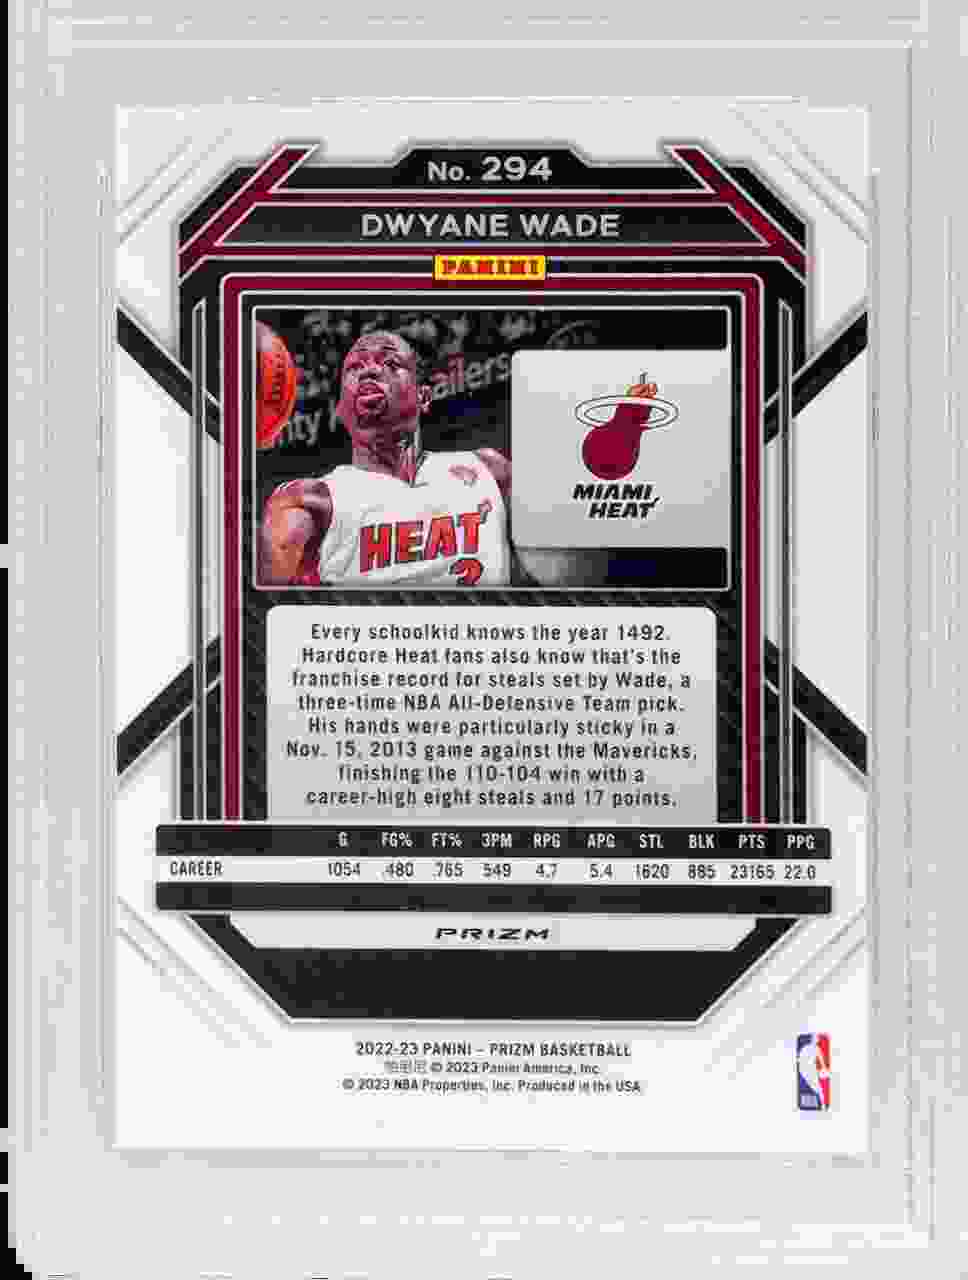 No. 294
DWYANE WADE
PANINI
ailers
nty
HEAT
3
MIAMI
HEAT
Every schoolkid knows the year 1492.
Hardcore Heat fans also know that's the
franchise record for steals set by Wade, a
three-time NBA All-Defensive Team pick.
His hands were particularly sticky in a
Nov. 15, 2013 game against the Mavericks,
finishing the 110-104 win with a
career-high eight steals and 17 points.
G FG% FT% 3PM RPG APG STL BLK PTS PPG
CAREER 1054 .480 .765 549 4.7 5.4 1620 885 23165 22.0
PRIZM
2022-23 PANINI – PRIZM BASKETBALL
© 2023 Panini America, Inc.
© 2023 NBA Properties, Inc. Produced in the USA
NBA